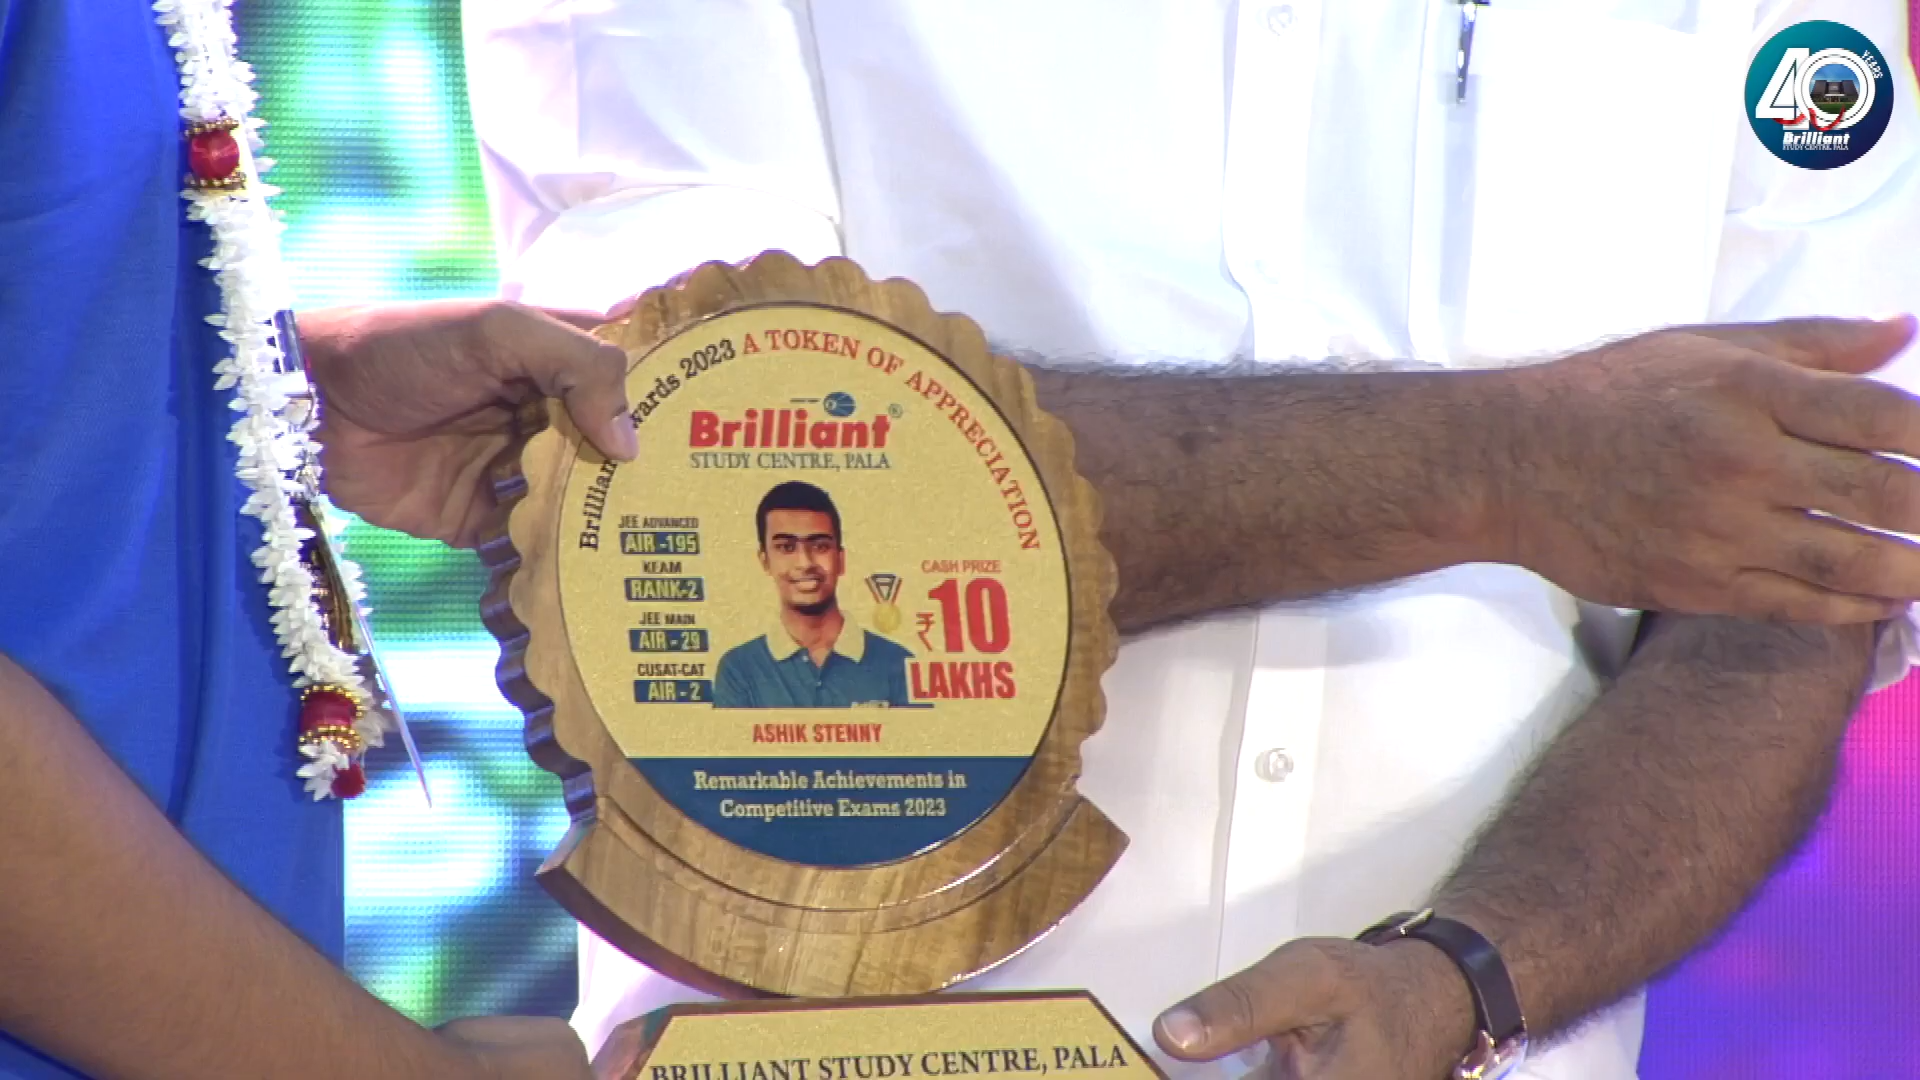 40 YEARS
Brilliant
STUDY CENTRE, PALA
Brillian wards 2023 A TOKEN OF APPRECIATION
Brilliant®
STUDY CENTRE, PALA
JEE ADVANCED
AIR -195
KEAM
RANK-2
JEE MAIN
AIR - 29
CUSAT-CAT
AIR - 2
CASH PRIZE
₹10
LAKHS
ASHIK STENNY
Remarkable Achievements in
Competitive Exams 2023
BRILLIANT STUDY CENTRE, PALA